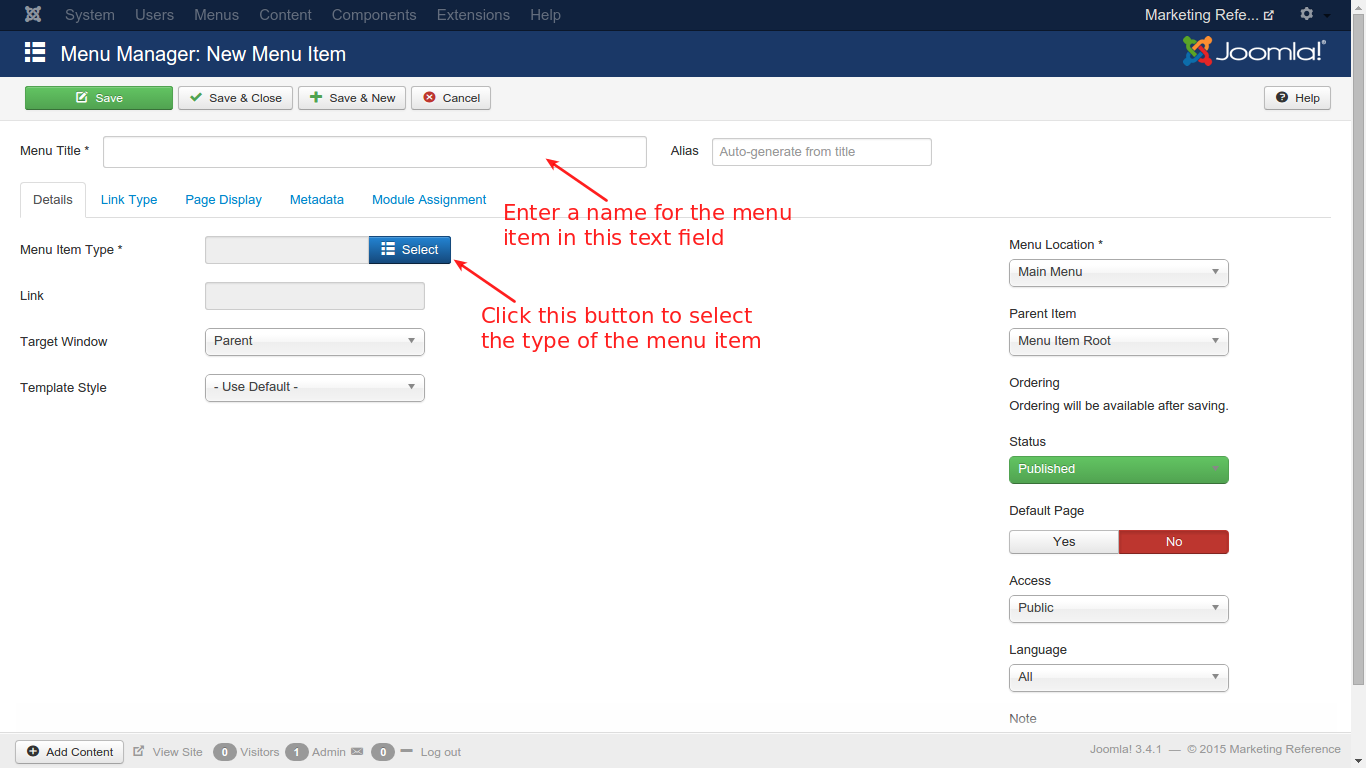 System Users Menus Content Components Extensions Help Marketing Refe...
Menu Manager: New Menu Item Joomla!®
Save Save & Close Save & New Cancel Help
Menu Title * Alias Auto-generate from title
Details Link Type Page Display Metadata Module Assignment
Enter a name for the menu
item in this text field
Menu Item Type * Select
Link
Click this button to select
the type of the menu item
Target Window Parent
Template Style - Use Default -
Menu Location *
Main Menu
Parent Item
Menu Item Root
Ordering
Ordering will be available after saving.
Status
Published
Default Page
Yes No
Access
Public
Language
All
Note
Add Content View Site 0 Visitors 1 Admin 0 Log out Joomla! 3.4.1 — © 2015 Marketing Reference